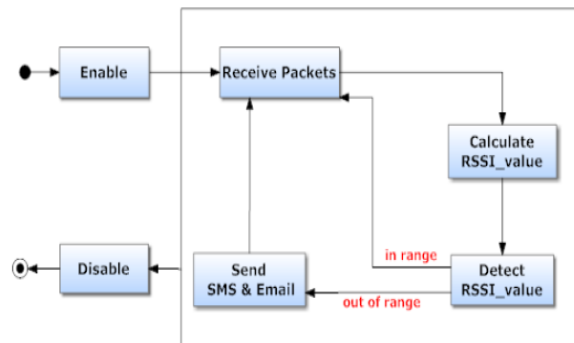 Enable
Receive Packets
Calculate
RSSI_value
in range
Disable
Send
SMS & Email
Detect
RSSI_value
out of range